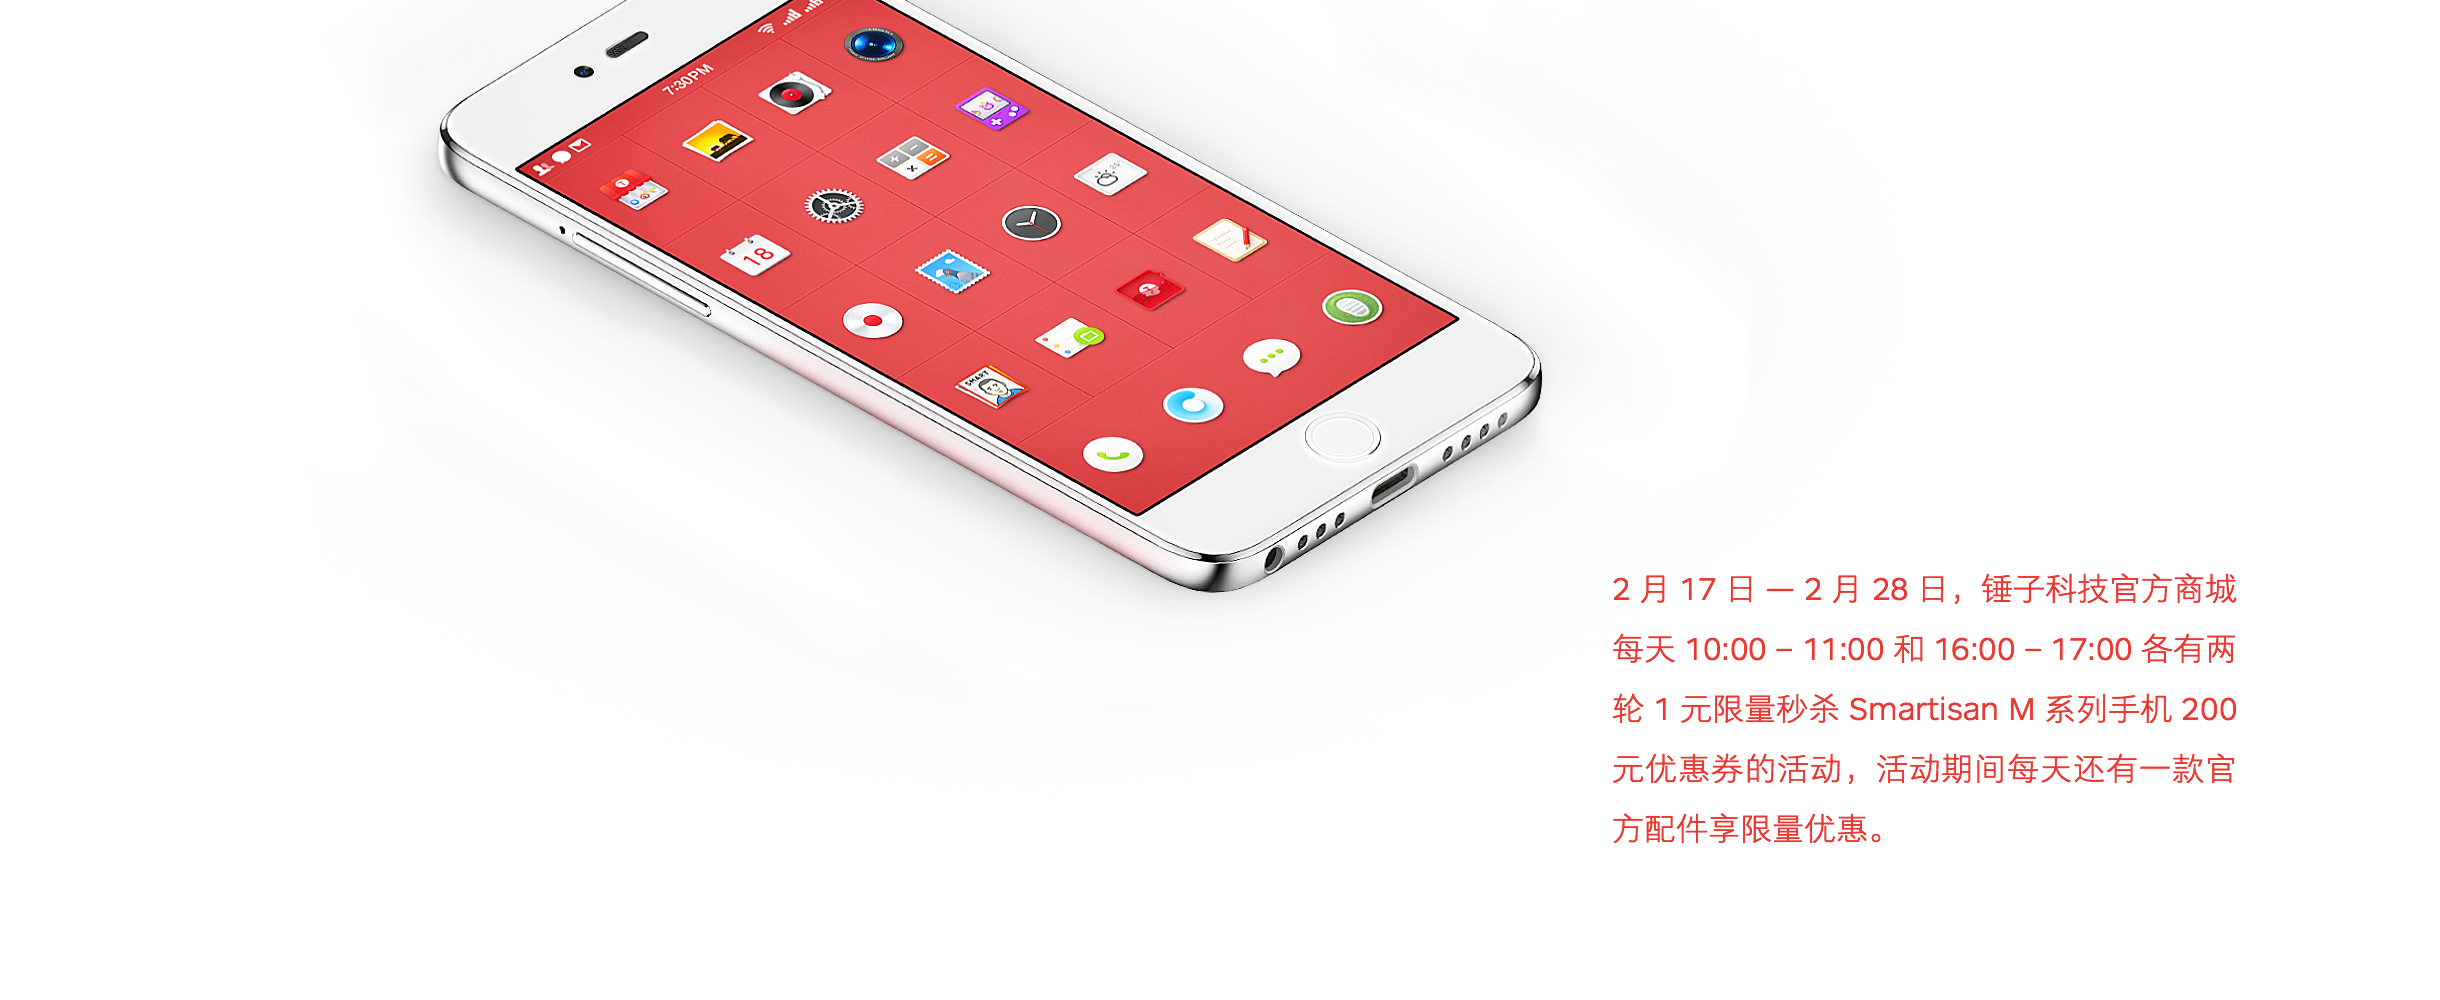 7:30PM
18
SMART
2 月 17 日 — 2 月 28 日，锤子科技官方商城
每天 10:00 – 11:00 和 16:00 – 17:00 各有两
轮 1 元限量秒杀 Smartisan M 系列手机 200
元优惠券的活动，活动期间每天还有一款官
方配件享限量优惠。